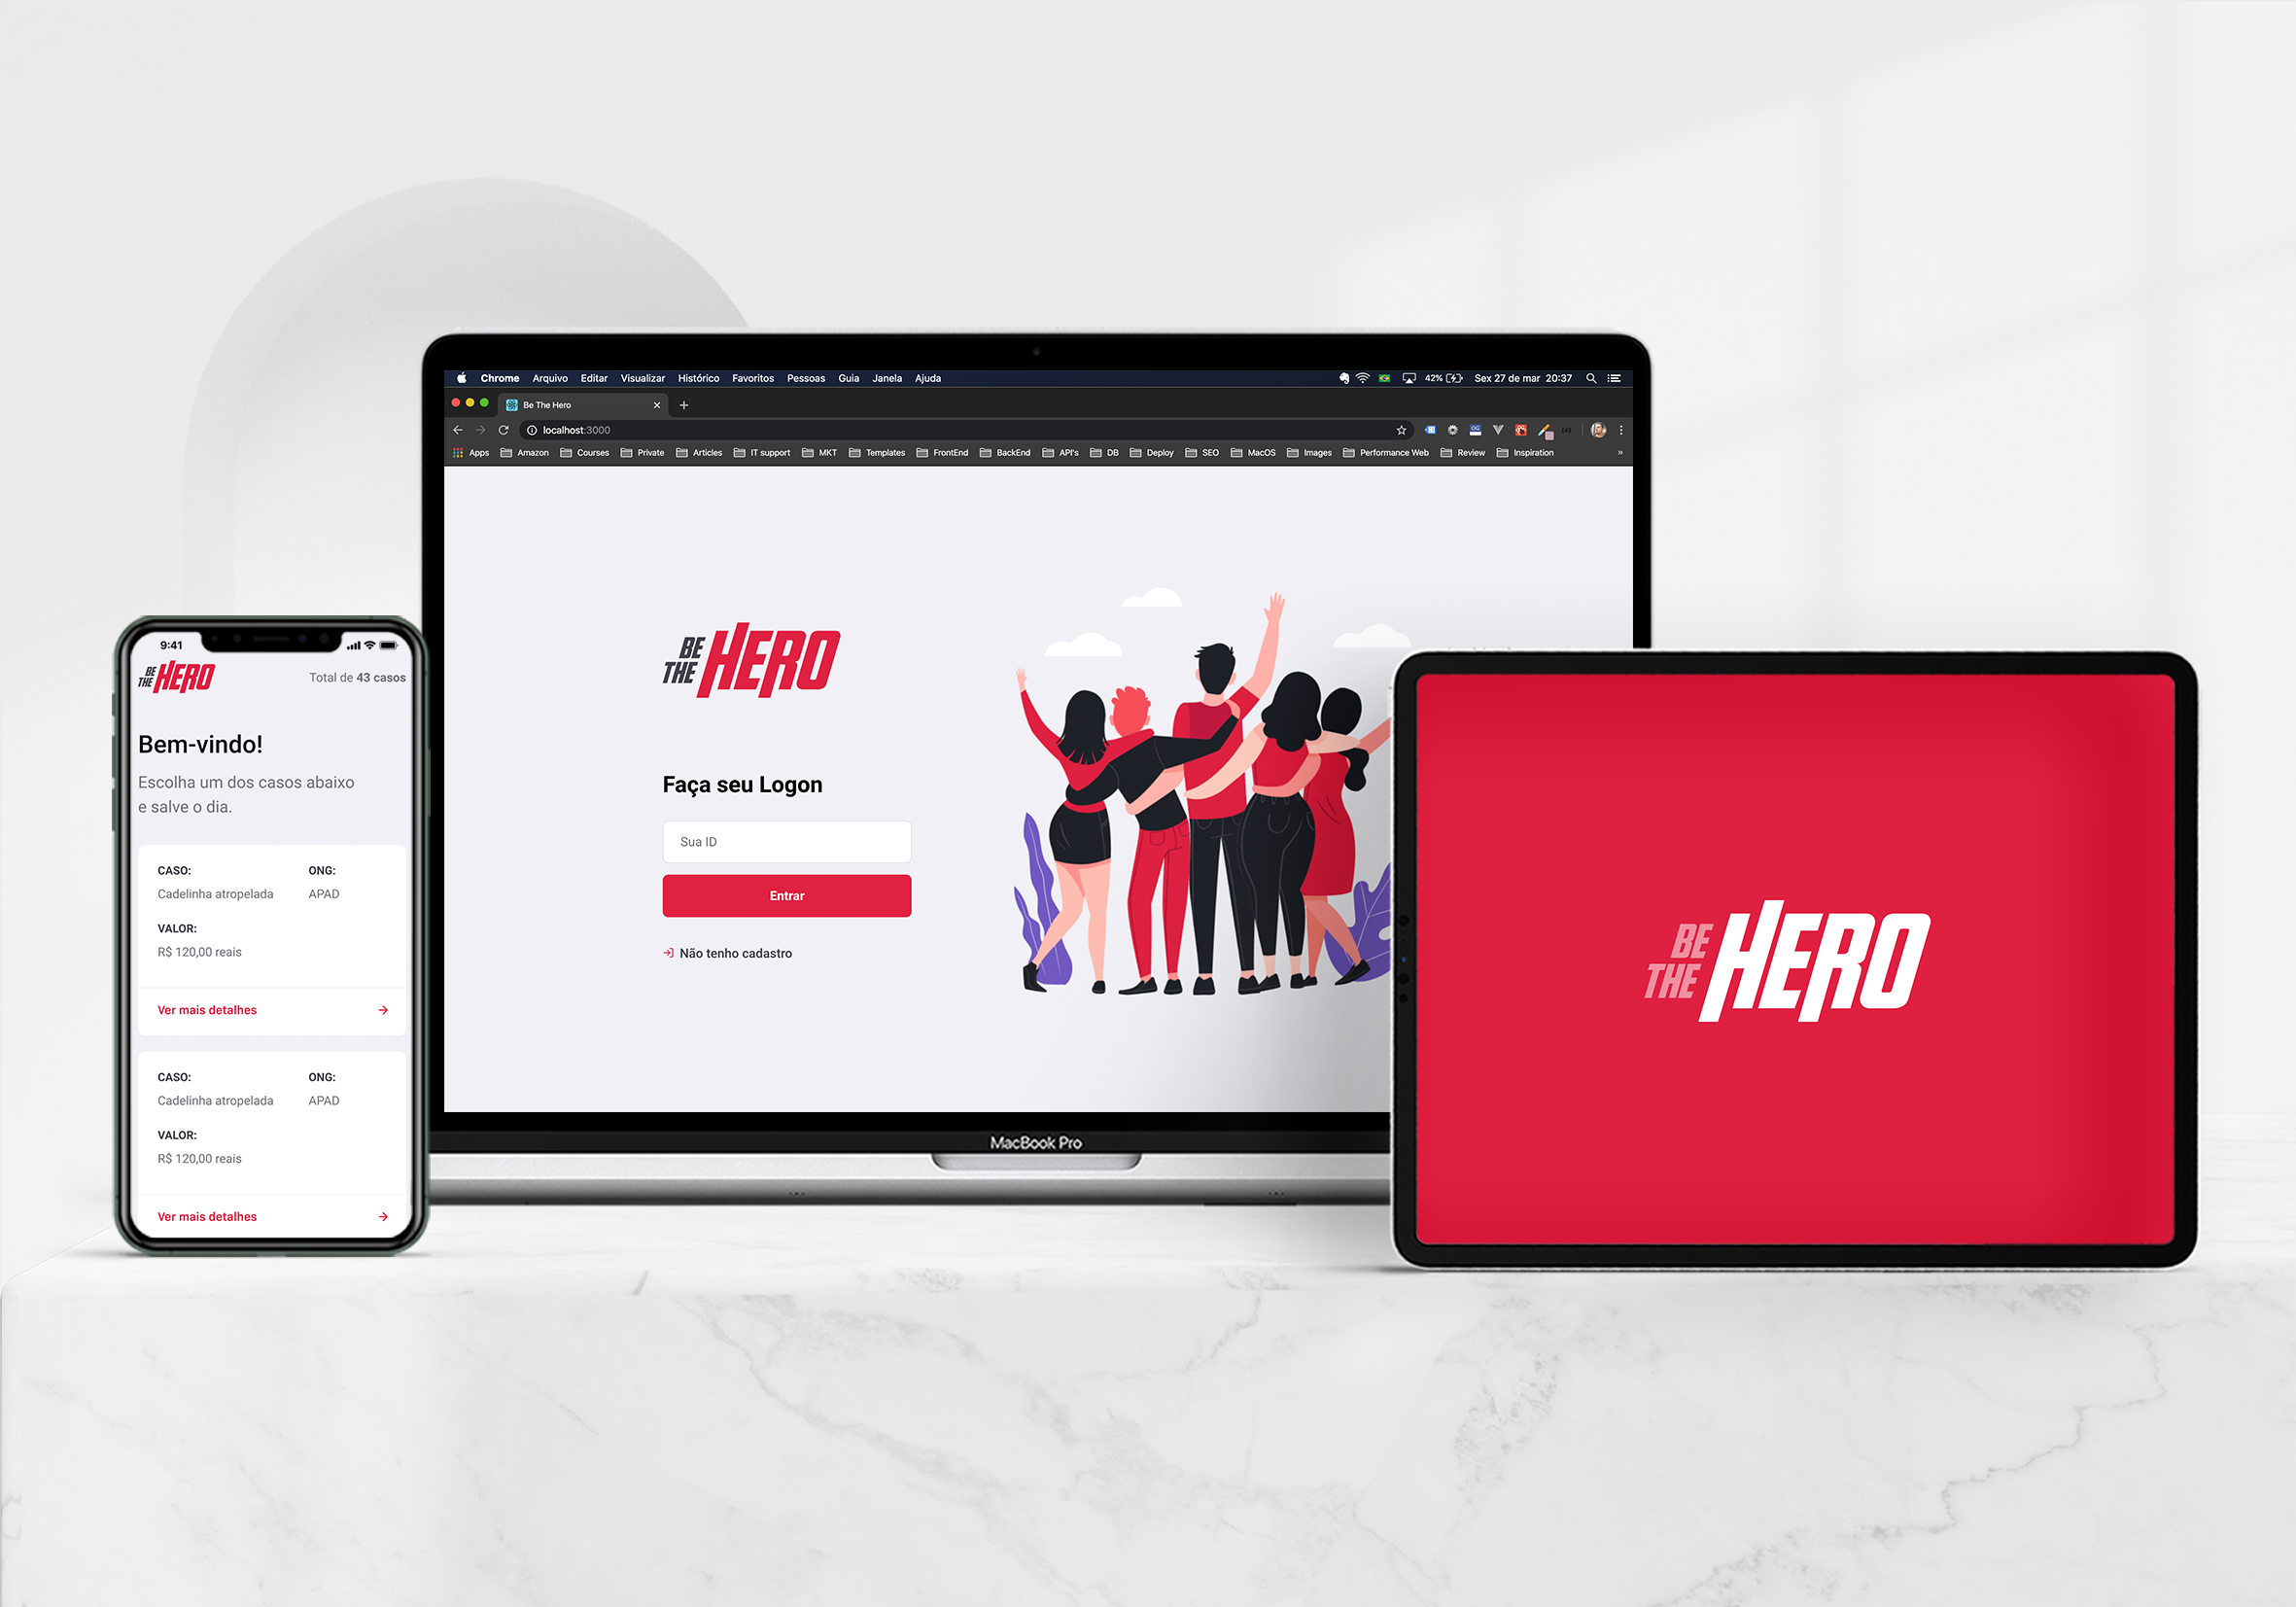 9:41
BE
THE HERO
Total de 43 casos
Bem-vindo!
Escolha um dos casos abaixo
e salve o dia.
CASO: ONG:
Cadelinha atropelada APAD
VALOR:
R$ 120,00 reais
Ver mais detalhes
CASO: ONG:
Cadelinha atropelada APAD
VALOR:
R$ 120,00 reais
Ver mais detalhes
Chrome Arquivo Editar Visualizar Histórico Favoritos Pessoas Guia Janela Ajuda 42% Sex 27 de mar 20:37
Be The Hero
localhost:3000
Apps Amazon Courses Private Articles IT support MKT Templates FrontEnd BackEnd API's DB Deploy SEO MacOS Images Performance Web Review Inspiration »
BE
THE HERO
Faça seu Logon
Sua ID
Entrar
Não tenho cadastro
MacBook Pro
BE
THE HERO